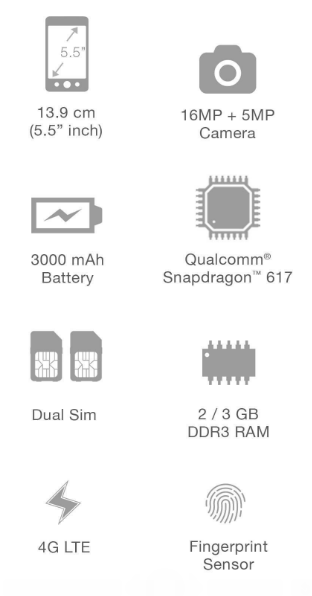 5.5"
13.9 cm
(5.5” inch)
16MP + 5MP
Camera
3000 mAh
Battery
Qualcomm®
Snapdragon™ 617
Dual Sim
2 / 3 GB
DDR3 RAM
4G LTE
Fingerprint
Sensor